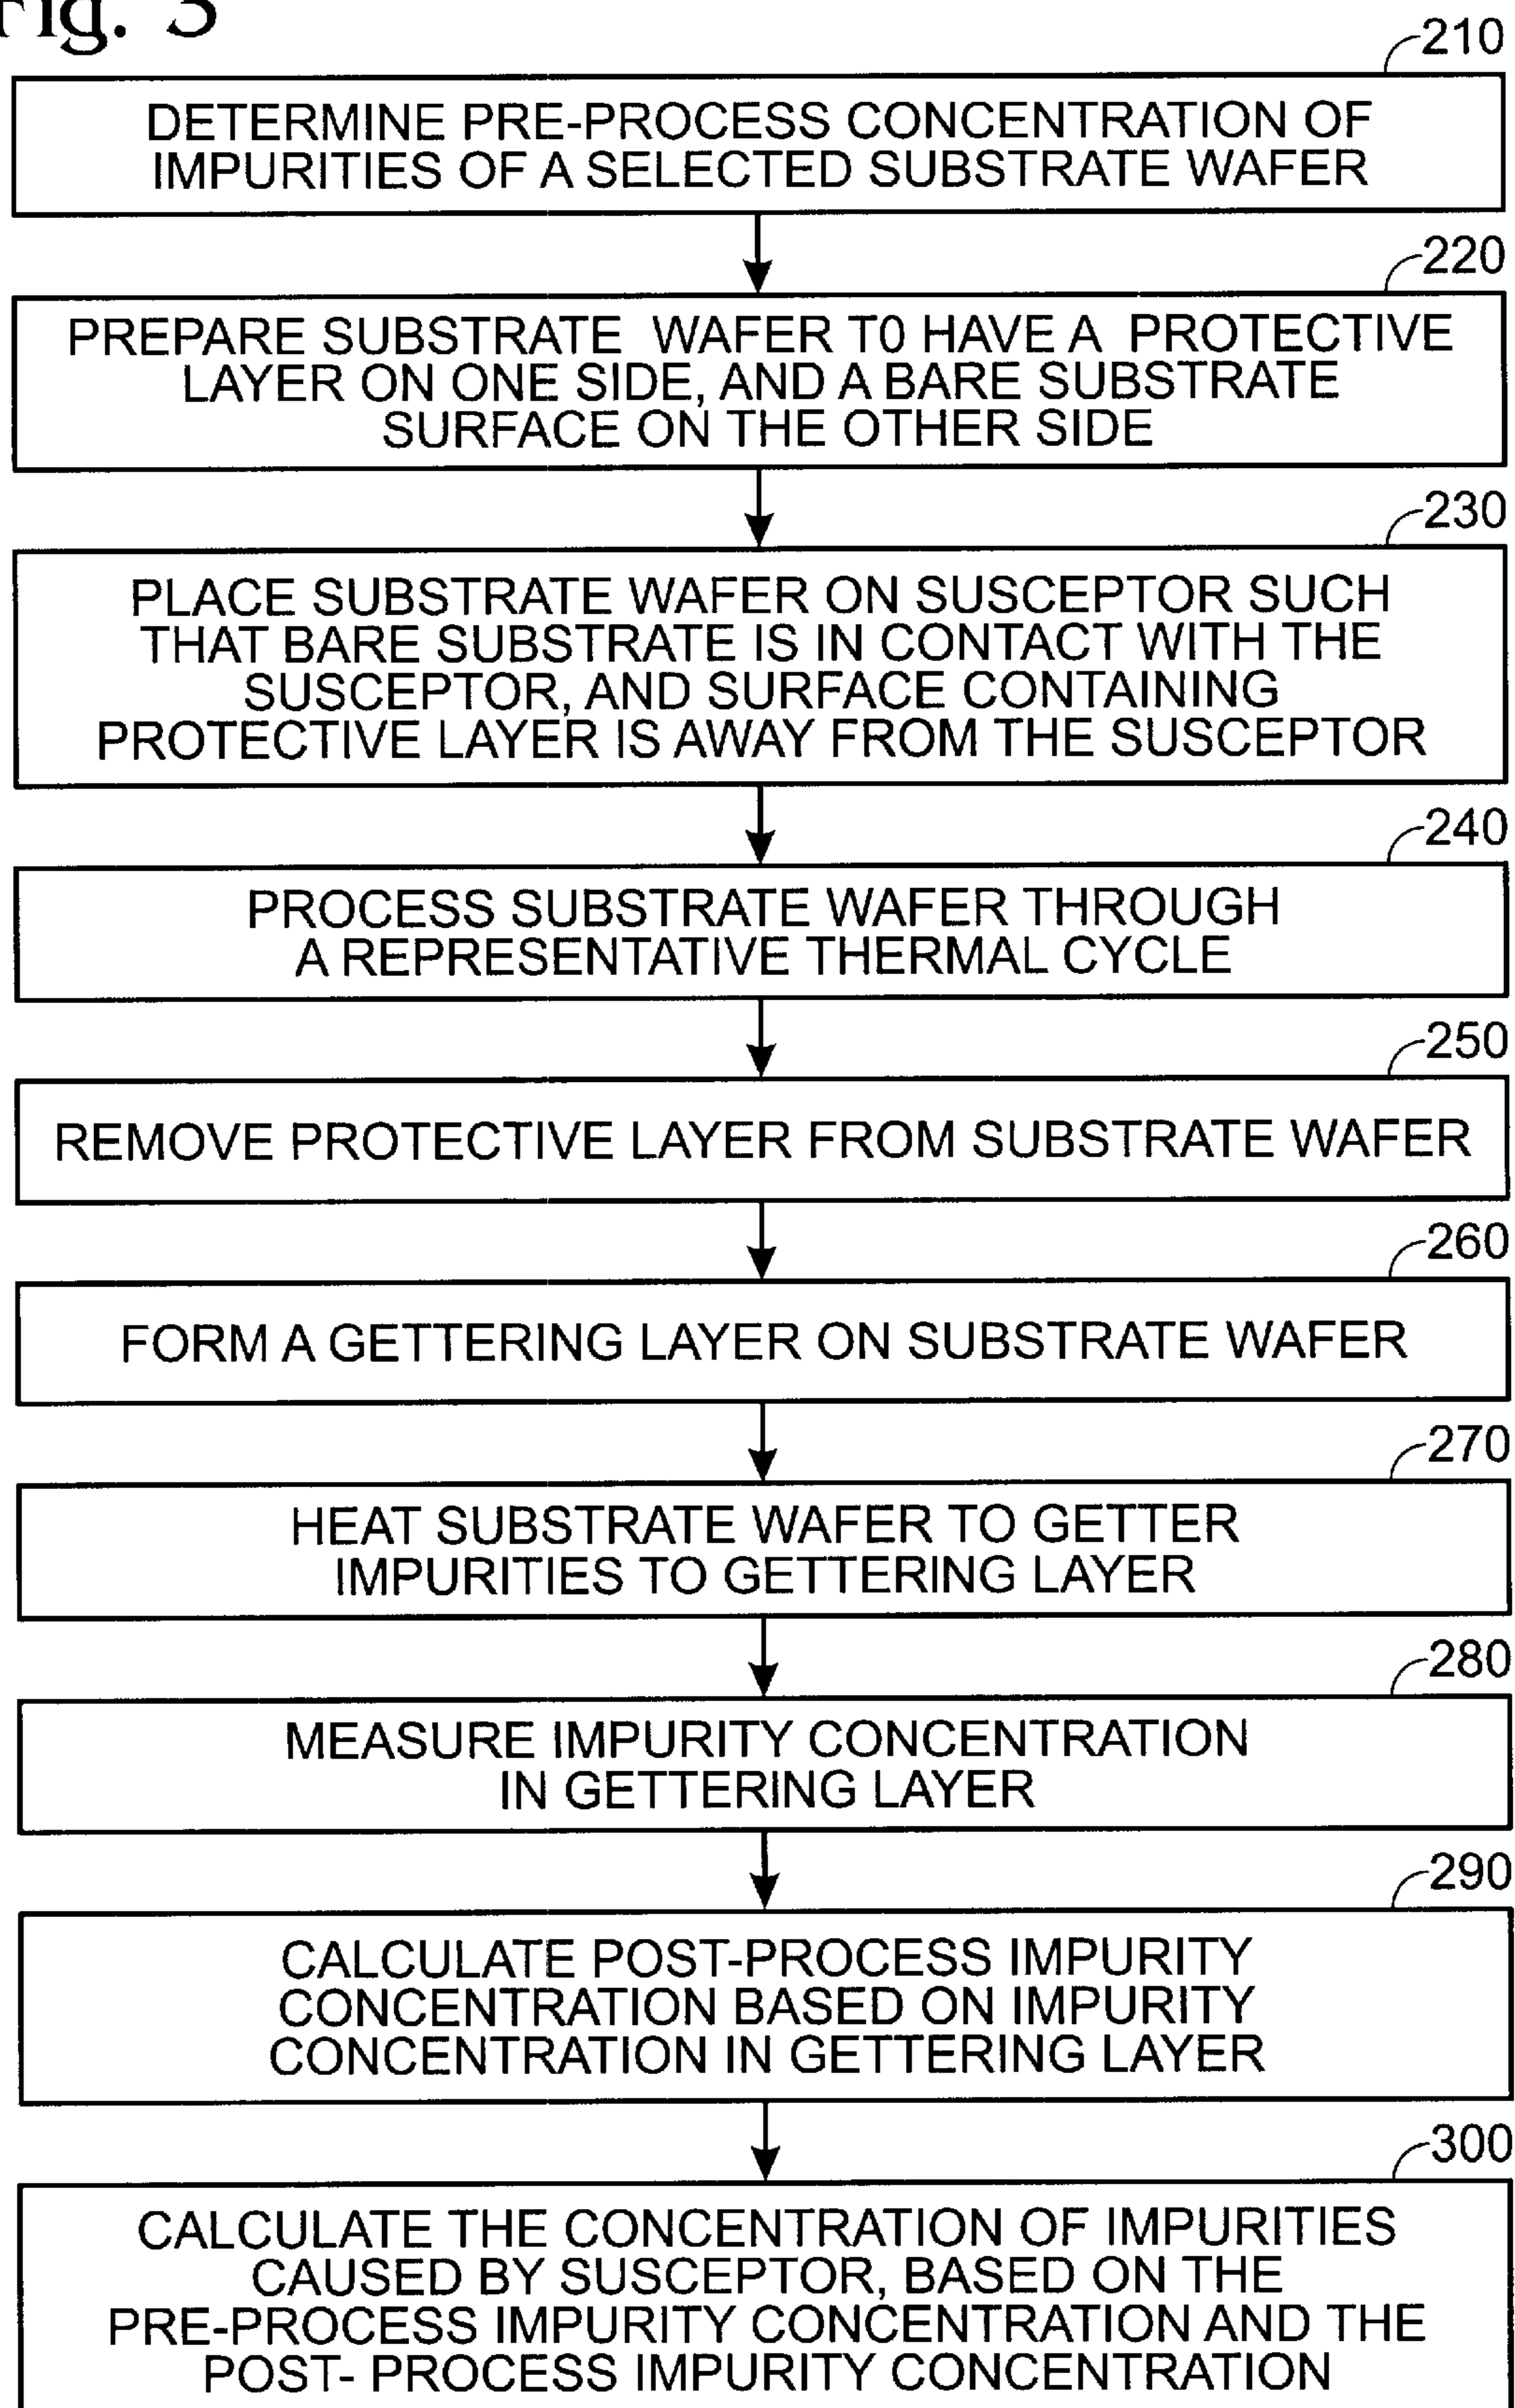 Fig. 3
210
DETERMINE PRE-PROCESS CONCENTRATION OF
IMPURITIES OF A SELECTED SUBSTRATE WAFER
220
PREPARE SUBSTRATE WAFER TO HAVE A PROTECTIVE
LAYER ON ONE SIDE, AND A BARE SUBSTRATE
SURFACE ON THE OTHER SIDE
230
PLACE SUBSTRATE WAFER ON SUSCEPTOR SUCH
THAT BARE SUBSTRATE IS IN CONTACT WITH THE
SUSCEPTOR, AND SURFACE CONTAINING
PROTECTIVE LAYER IS AWAY FROM THE SUSCEPTOR
240
PROCESS SUBSTRATE WAFER THROUGH
A REPRESENTATIVE THERMAL CYCLE
250
REMOVE PROTECTIVE LAYER FROM SUBSTRATE WAFER
260
FORM A GETTERING LAYER ON SUBSTRATE WAFER
270
HEAT SUBSTRATE WAFER TO GETTER
IMPURITIES TO GETTERING LAYER
280
MEASURE IMPURITY CONCENTRATION
IN GETTERING LAYER
290
CALCULATE POST-PROCESS IMPURITY
CONCENTRATION BASED ON IMPURITY
CONCENTRATION IN GETTERING LAYER
300
CALCULATE THE CONCENTRATION OF IMPURITIES
CAUSED BY SUSCEPTOR, BASED ON THE
PRE-PROCESS IMPURITY CONCENTRATION AND THE
POST- PROCESS IMPURITY CONCENTRATION